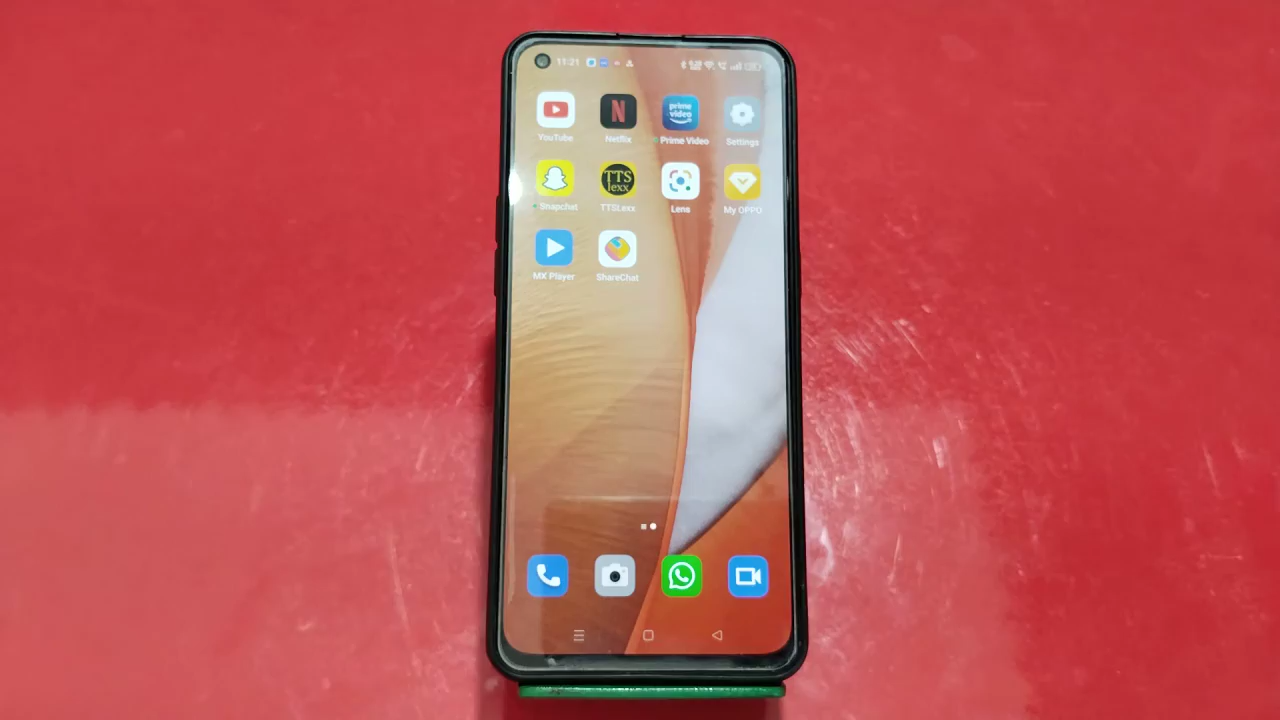 11:21
YouTube
N
Netflix
prime
video
Prime Video
Settings
Snapchat
TTS
lexx
TTSLexx
Lens
My OPPO
MX Player
ShareChat